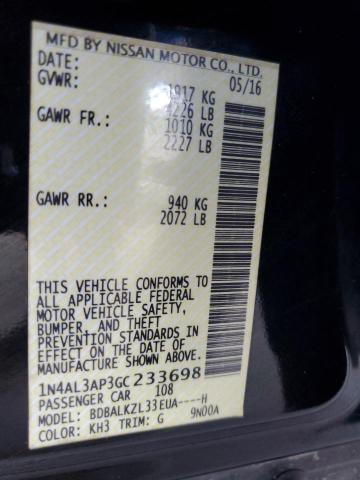 MFD BY NISSAN MOTOR CO., LTD.
DATE: 05/16
GVWR: 1917 KG
4226 LB
GAWR FR.: 1010 KG
2227 LB
GAWR RR.: 940 KG
2072 LB
THIS VEHICLE CONFORMS TO
ALL APPLICABLE FEDERAL
MOTOR VEHICLE SAFETY,
BUMPER, AND THEFT
PREVENTION STANDARDS IN
EFFECT ON THE DATE OF
MANUFACTURE SHOWN ABOVE.
1N4AL3AP3GC233698
PASSENGER CAR 108
MODEL: BDBALKZL33EUA----H
COLOR: KH3 TRIM: G 9N00A